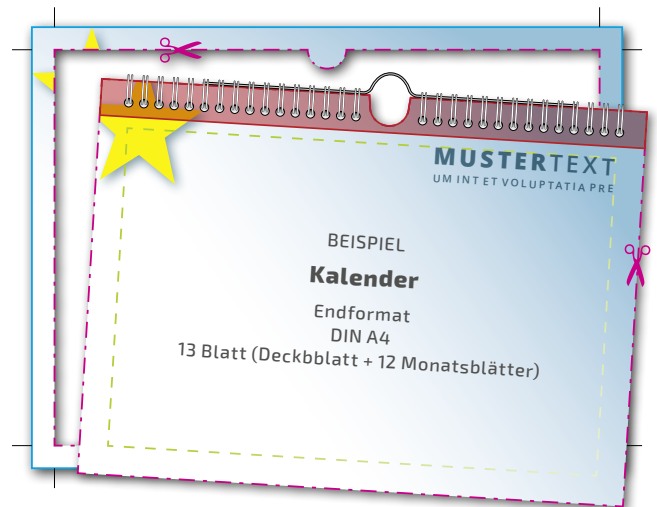 MUSTERTEXT
UM INT ET VOLUPTATIA PRE
BEISPIEL
Kalender
Endformat
DIN A4
13 Blatt (Deckbblatt + 12 Monatsblätter)